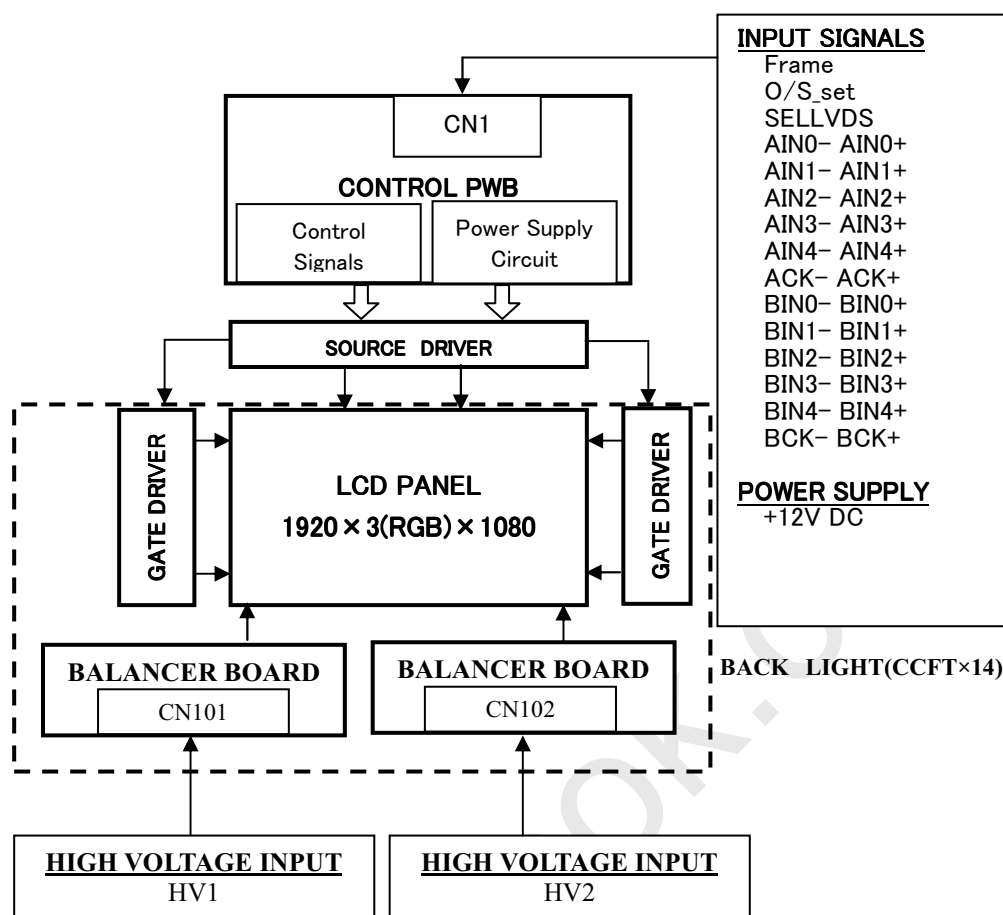 INPUT SIGNALS
Frame
O/S_set
SELLVDS
AIN0− AIN0+
AIN1− AIN1+
AIN2− AIN2+
AIN3− AIN3+
AIN4− AIN4+
ACK− ACK+
BIN0− BIN0+
BIN1− BIN1+
BIN2− BIN2+
BIN3− BIN3+
BIN4− BIN4+
BCK− BCK+
POWER SUPPLY
+12V DC
CN1
CONTROL PWB
Control
Signals
Power Supply
Circuit
SOURCE DRIVER
GATE DRIVER
LCD PANEL
1920×3(RGB)×1080
GATE DRIVER
BALANCER BOARD
CN101
BALANCER BOARD
CN102
BACK LIGHT(CCFT×14)
HIGH VOLTAGE INPUT
HV1
HIGH VOLTAGE INPUT
HV2